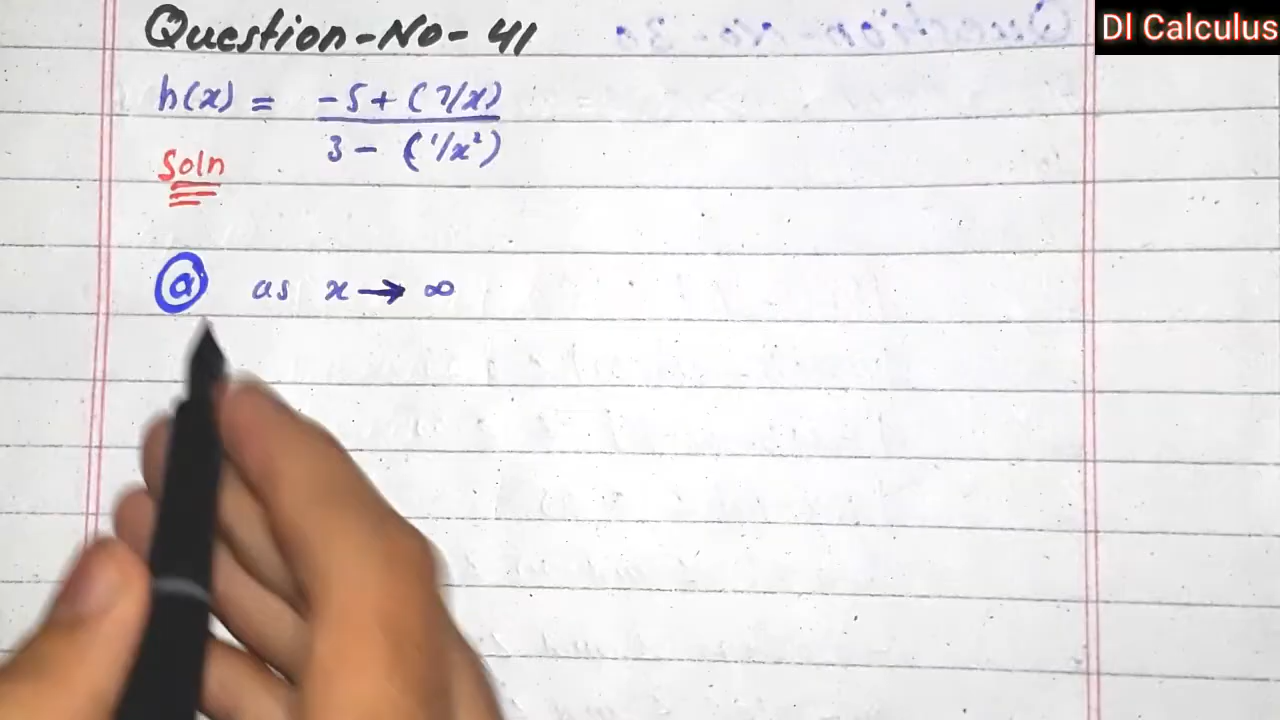 Question-No-41
DI Calculus
h(x) = -5+(7/x)
3-(1/x²)
Soln
a as x → ∞